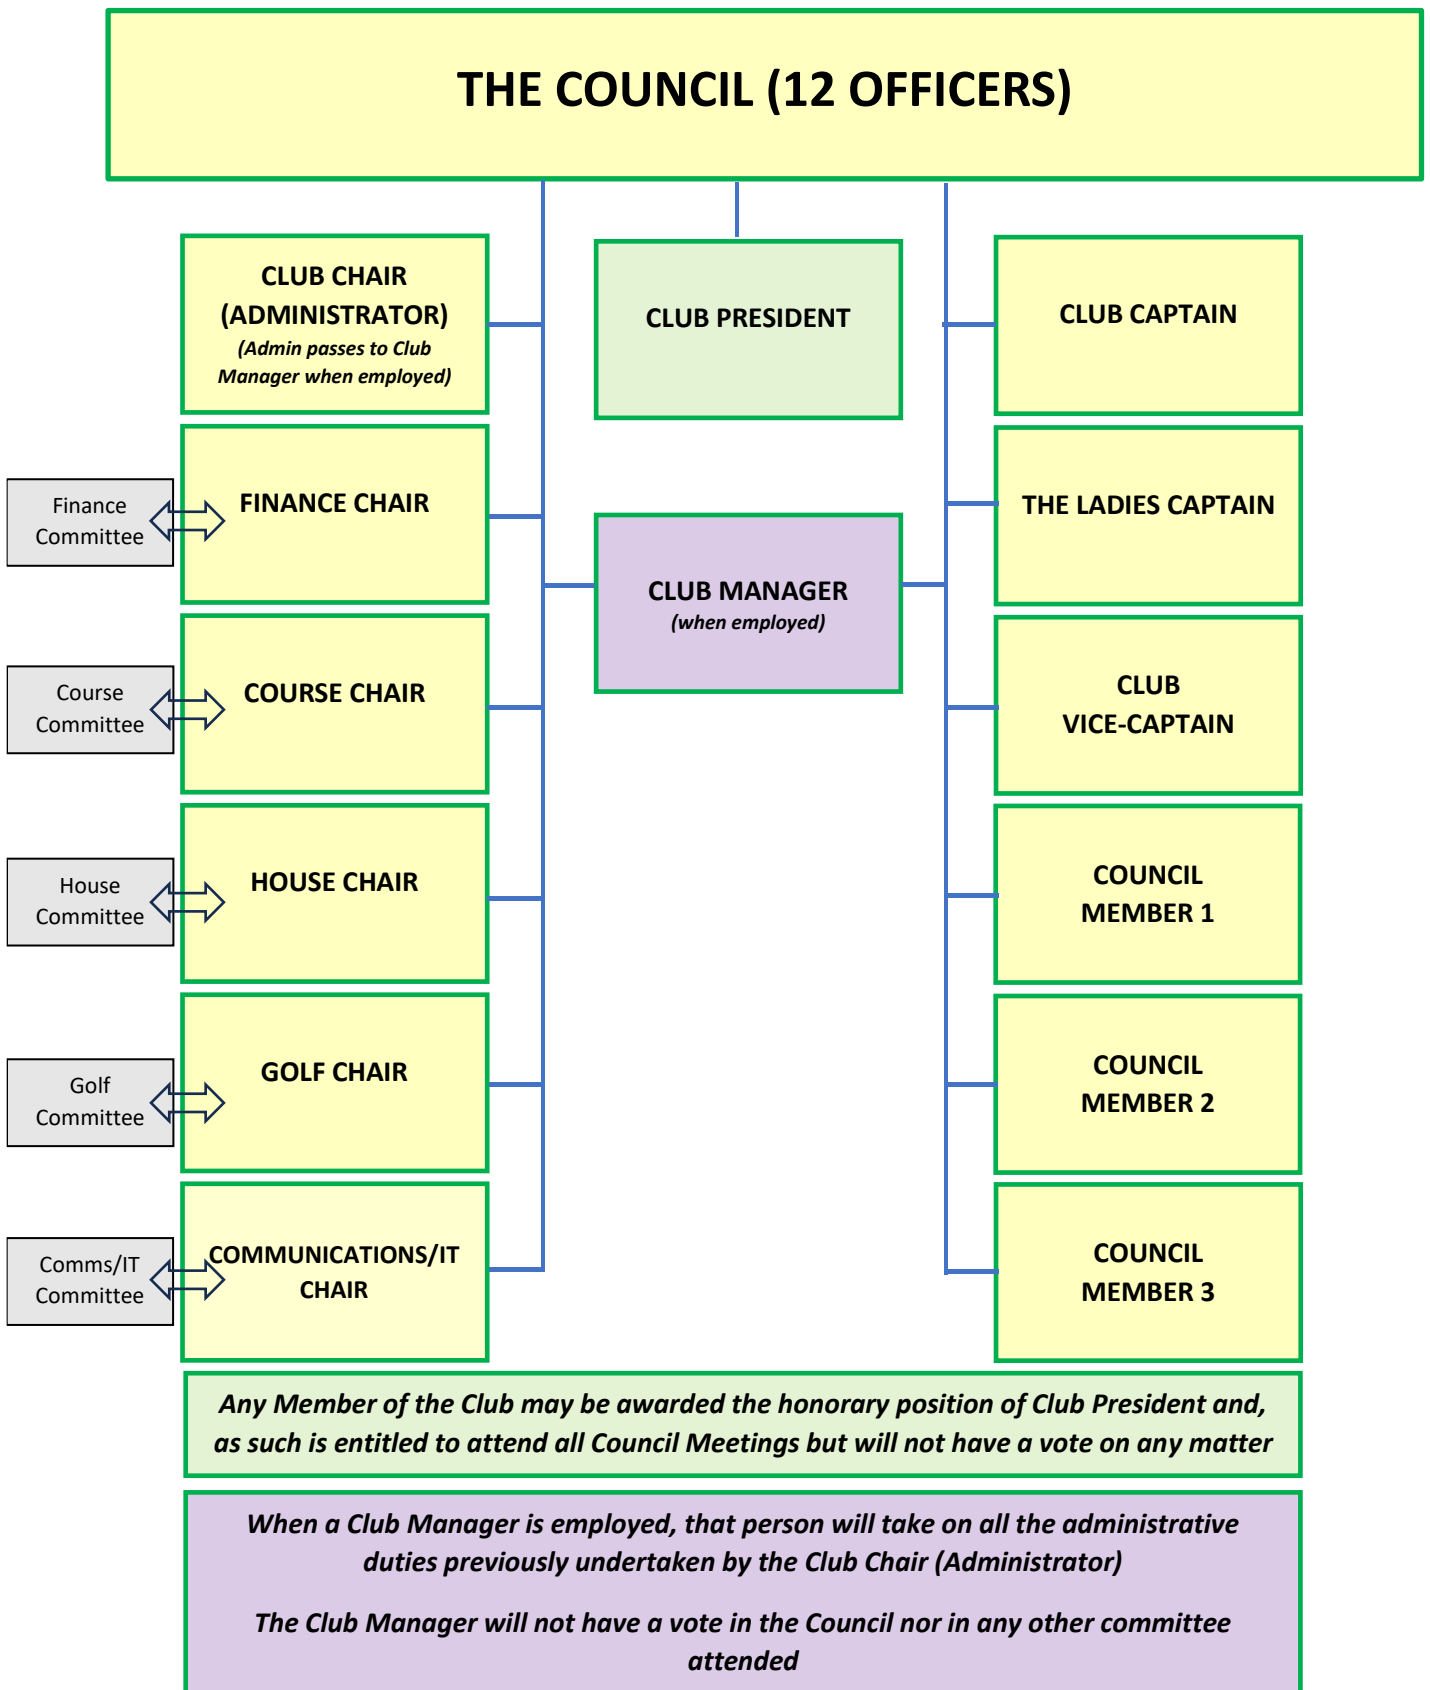 THE COUNCIL (12 OFFICERS)
CLUB CHAIR
(ADMINISTRATOR)
(Admin passes to Club
Manager when employed)
CLUB PRESIDENT
CLUB CAPTAIN
Finance
Committee
FINANCE CHAIR
THE LADIES CAPTAIN
CLUB MANAGER
(when employed)
Course
Committee
COURSE CHAIR
CLUB
VICE-CAPTAIN
House
Committee
HOUSE CHAIR
COUNCIL
MEMBER 1
Golf
Committee
GOLF CHAIR
COUNCIL
MEMBER 2
Comms/IT
Committee
COMMUNICATIONS/IT
CHAIR
COUNCIL
MEMBER 3
Any Member of the Club may be awarded the honorary position of Club President and,
as such is entitled to attend all Council Meetings but will not have a vote on any matter
When a Club Manager is employed, that person will take on all the administrative
duties previously undertaken by the Club Chair (Administrator)
The Club Manager will not have a vote in the Council nor in any other committee
attended